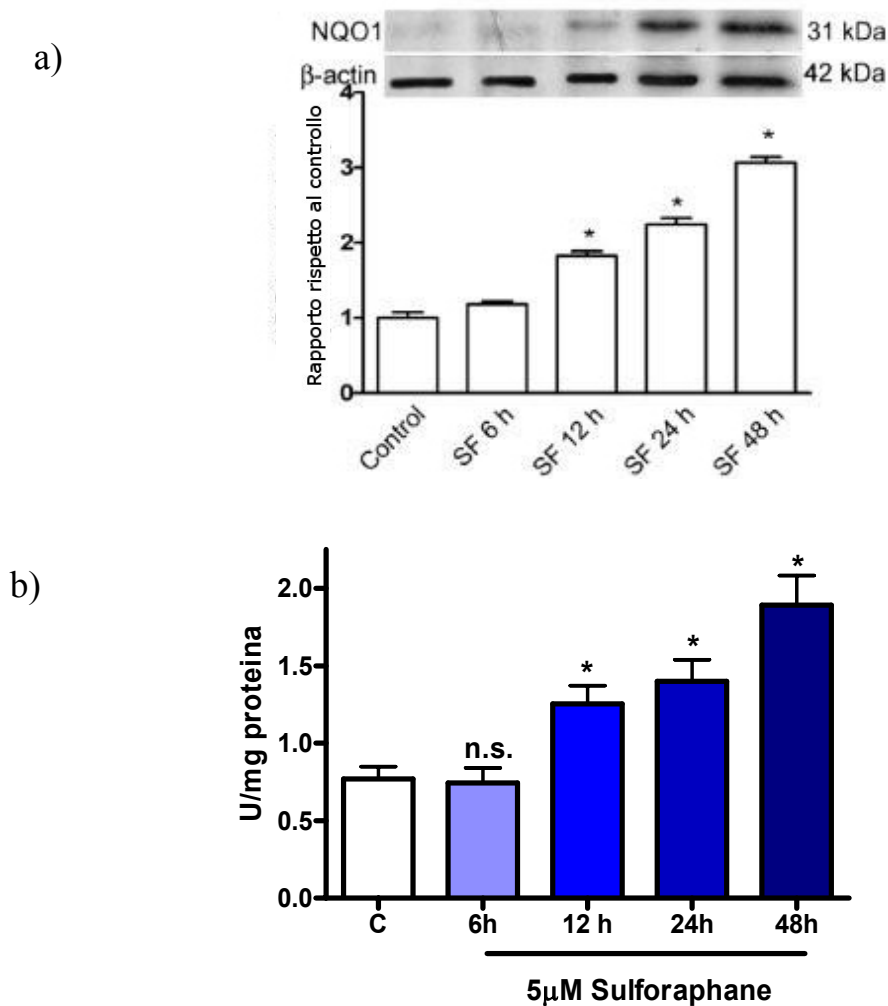 a)
NQO1 31 kDa
β-actin 42 kDa
Rapporto rispetto al controllo
4
3
2
1
0
* * *
Control SF 6 h SF 12 h SF 24 h SF 48 h
b)
U/mg proteina
2.0
1.5
1.0
0.5
0.0
n.s. * * *
C 6h 12 h 24h 48h
5μM Sulforaphane